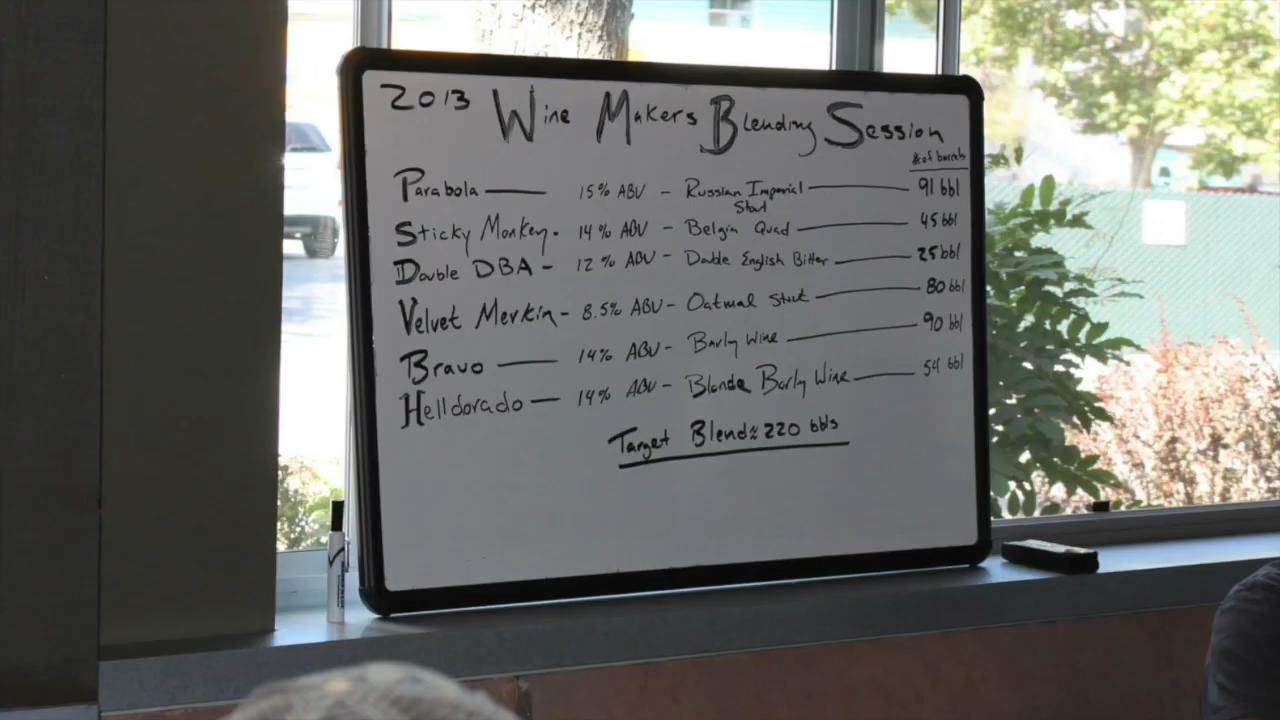 2013 Wine Makers Blending Session
# of barrels
Parabola — 15% ABV - Russian Imperial Stout — 91 bbl
Sticky Monkey - 14% ABV - Belgin Quad — 45 bbl
Double DBA - 12% ABV - Double English Bitter — 25 bbl
Velvet Merkin - 8.5% ABV - Oatmal Stout — 80 bbl
Bravo — 14% ABV - Barly Wine — 90 bbl
Helldorado — 14% ABV - Blonde Barly Wine — 54 bbl
Target Blend ≈ 220 bbls